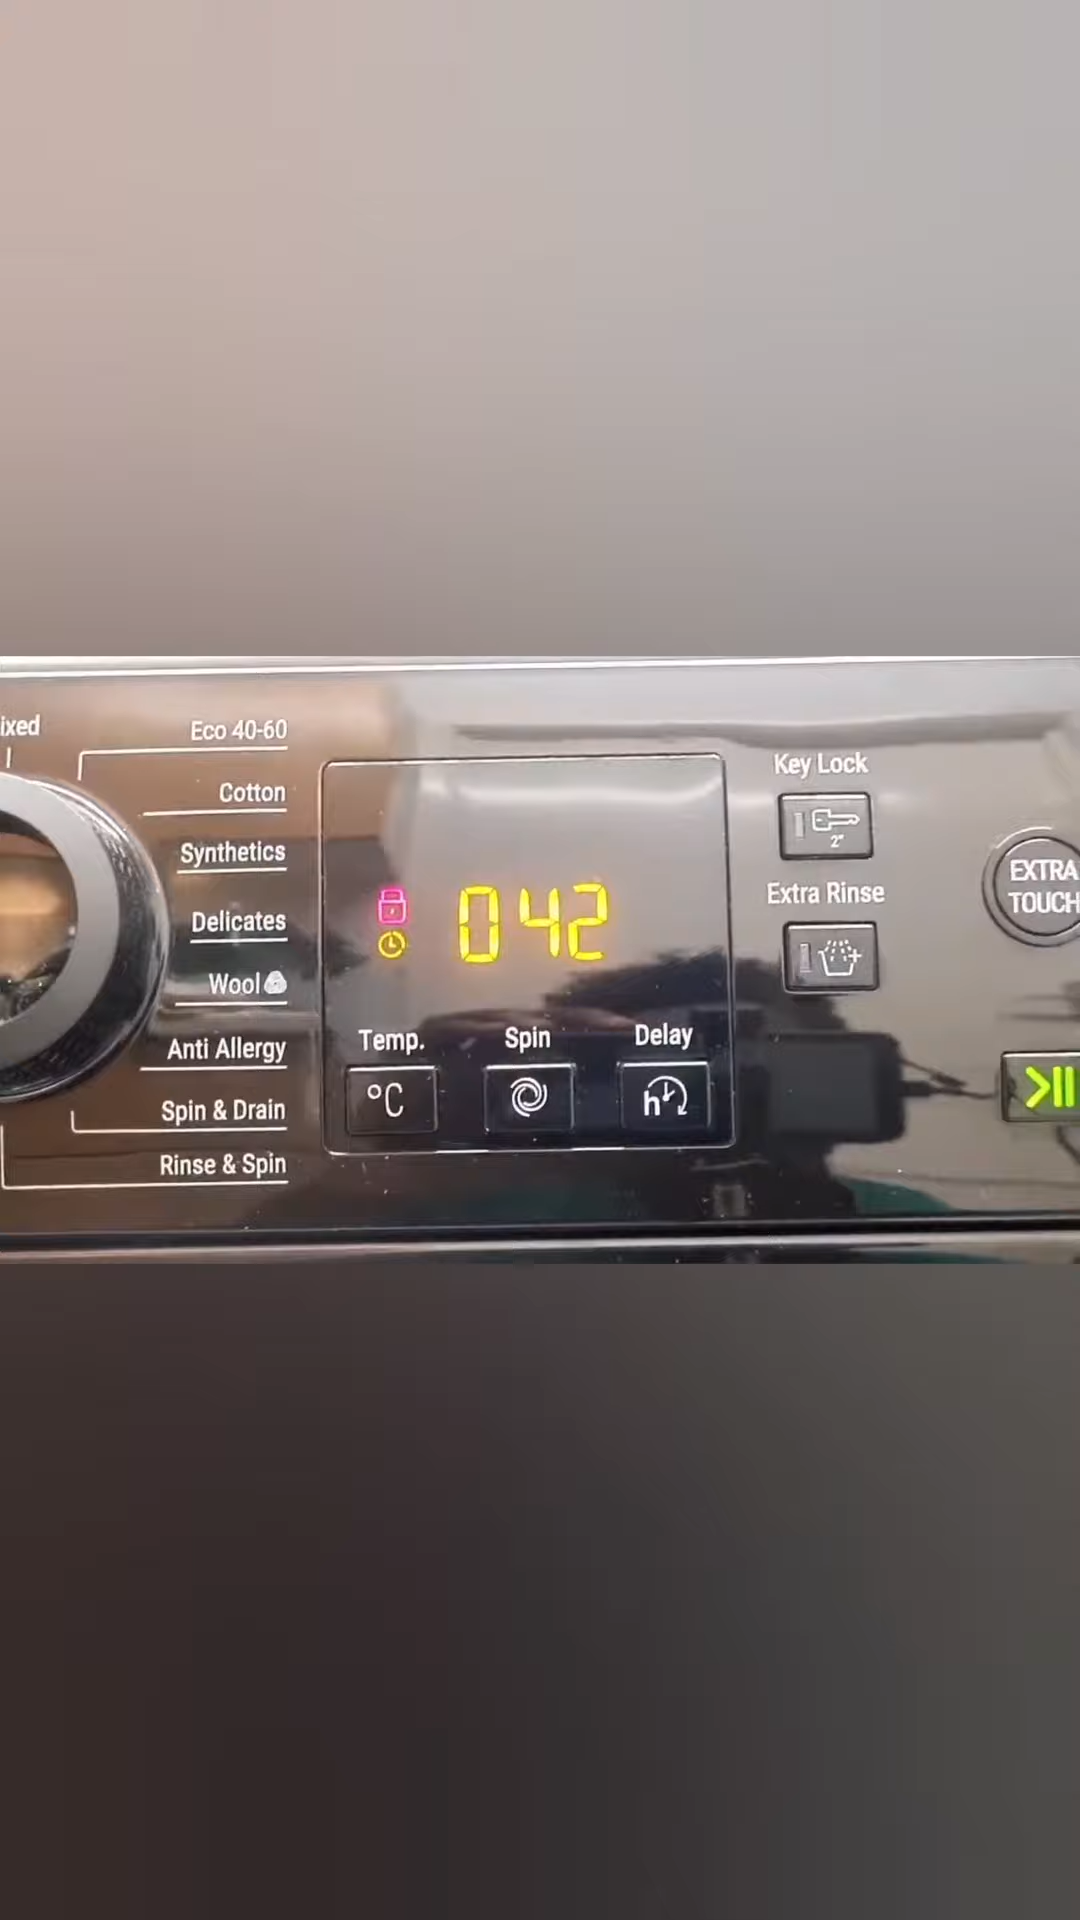 ixed
Eco 40-60
Cotton
Synthetics
Delicates
Wool
Anti Allergy
Spin & Drain
Rinse & Spin
042
Temp.
Spin
Delay
°C
h
Key Lock
2"
Extra Rinse
EXTRA
TOUCH